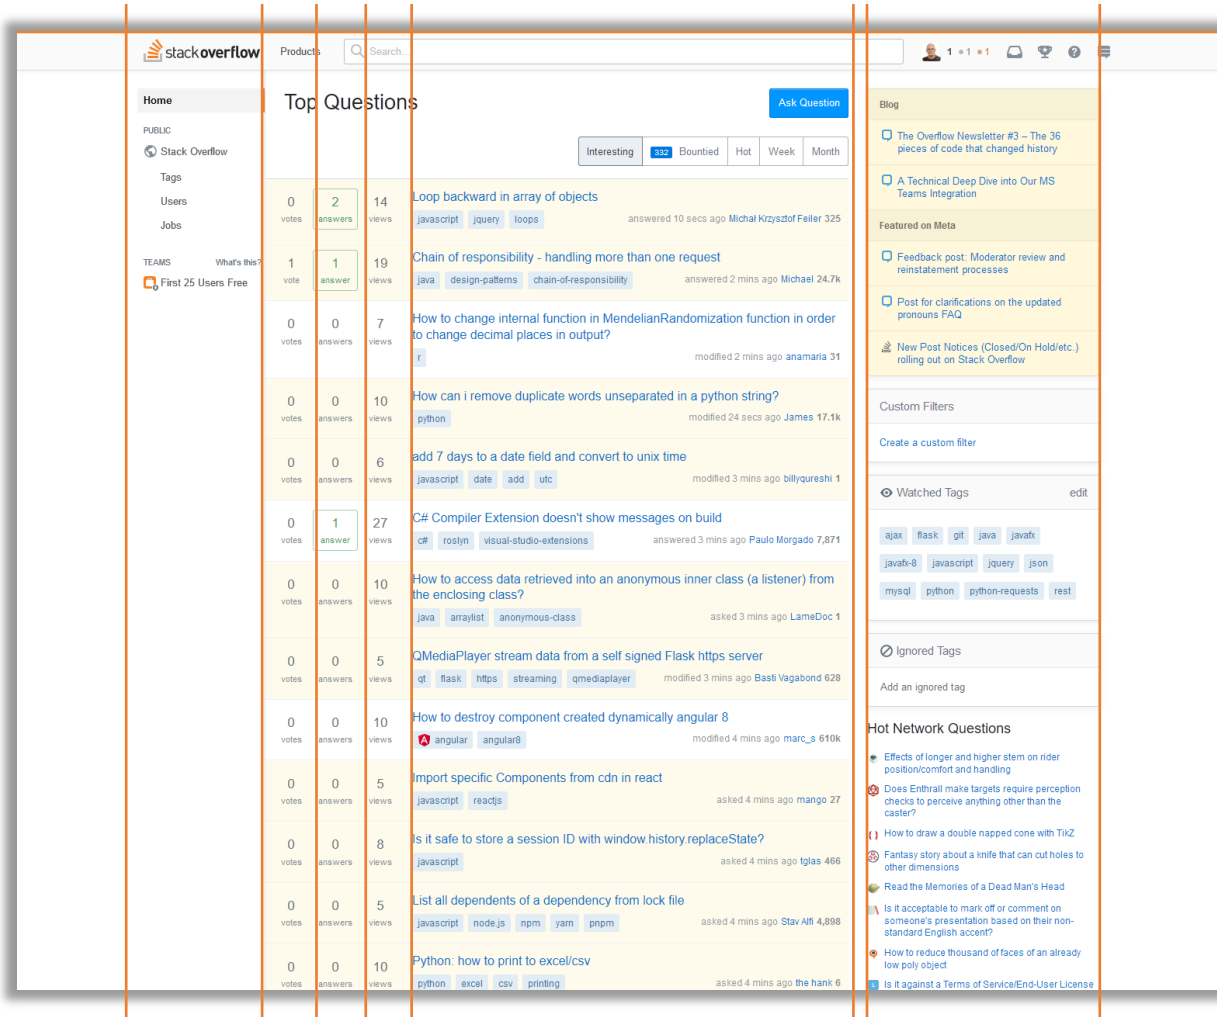 stackoverflow
Products
Search...
1 1 1
Home
PUBLIC
Stack Overflow
Tags
Users
Jobs
TEAMS What's this?
First 25 Users Free
Top Questions
Ask Question
Interesting 332 Bountied Hot Week Month
0 2 14
votes answers views
Loop backward in array of objects
javascript jquery loops
answered 10 secs ago Michał Krzysztof Feiler 325
1 1 19
vote answer views
Chain of responsibility - handling more than one request
java design-patterns chain-of-responsibility
answered 2 mins ago Michael 24.7k
0 0 7
votes answers views
How to change internal function in MendelianRandomization function in order
to change decimal places in output?
r
modified 2 mins ago anamaria 31
0 0 10
votes answers views
How can i remove duplicate words unseparated in a python string?
python
modified 24 secs ago James 17.1k
0 0 6
votes answers views
add 7 days to a date field and convert to unix time
javascript date add utc
modified 3 mins ago billyqureshi 1
0 1 27
votes answer views
C# Compiler Extension doesn't show messages on build
c# roslyn visual-studio-extensions
answered 3 mins ago Paulo Morgado 7,871
0 0 10
votes answers views
How to access data retrieved into an anonymous inner class (a listener) from
the enclosing class?
java arraylist anonymous-class
asked 3 mins ago LameDoc 1
0 0 5
votes answers views
QMediaPlayer stream data from a self signed Flask https server
qt flask https streaming qmediaplayer
modified 3 mins ago Basti Vagabond 628
0 0 10
votes answers views
How to destroy component created dynamically angular 8
angular angular8
modified 4 mins ago marc_s 610k
0 0 5
votes answers views
Import specific Components from cdn in react
javascript reactjs
asked 4 mins ago mango 27
0 0 8
votes answers views
Is it safe to store a session ID with window.history.replaceState?
javascript
asked 4 mins ago tglas 466
0 0 5
votes answers views
List all dependents of a dependency from lock file
javascript node.js npm yarn pnpm
asked 4 mins ago Stav Alfi 4,898
0 0 10
votes answers views
Python: how to print to excel/csv
python excel csv printing
asked 4 mins ago the hank 6
Blog
The Overflow Newsletter #3 – The 36
pieces of code that changed history
A Technical Deep Dive into Our MS
Teams Integration
Featured on Meta
Feedback post: Moderator review and
reinstatement processes
Post for clarifications on the updated
pronouns FAQ
New Post Notices (Closed/On Hold/etc.)
rolling out on Stack Overflow
Custom Filters
Create a custom filter
Watched Tags edit
ajax flask git java javafx
javafx-8 javascript jquery json
mysql python python-requests rest
Ignored Tags
Add an ignored tag
Hot Network Questions
Effects of longer and higher stem on rider
position/comfort and handling
Does Enthrall make targets require perception
checks to perceive anything other than the
caster?
How to draw a double napped cone with TikZ
Fantasy story about a knife that can cut holes to
other dimensions
Read the Memories of a Dead Man's Head
Is it acceptable to mark off or comment on
someone's presentation based on their non-
standard English accent?
How to reduce thousand of faces of an already
low poly object
Is it against a Terms of Service/End-User License